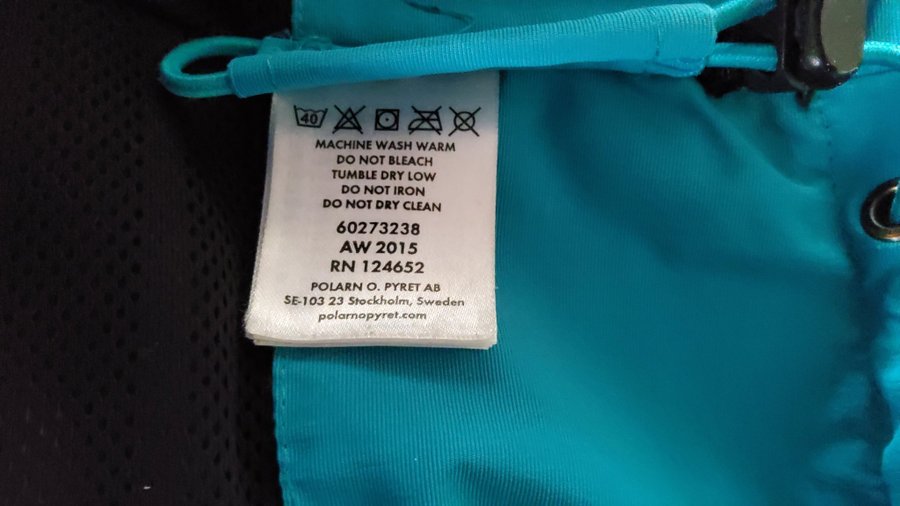 40
MACHINE WASH WARM
DO NOT BLEACH
TUMBLE DRY LOW
DO NOT IRON
DO NOT DRY CLEAN
60273238
AW 2015
RN 124652
POLARN O. PYRET AB
SE-103 23 Stockholm, Sweden
polarnopyret.com